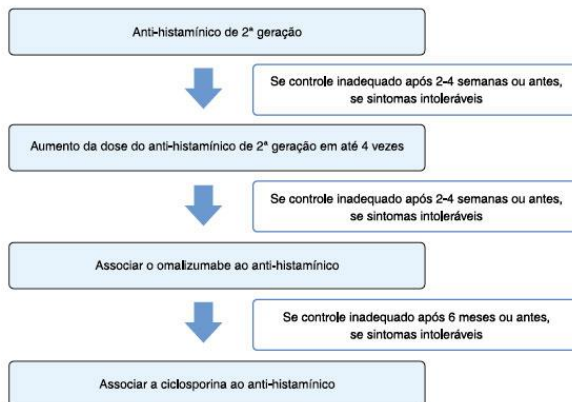 Anti-histamínico de 2ª geração
Se controle inadequado após 2-4 semanas ou antes,
se sintomas intoleráveis
Aumento da dose do anti-histamínico de 2ª geração em até 4 vezes
Se controle inadequado após 2-4 semanas ou antes,
se sintomas intoleráveis
Associar o omalizumabe ao anti-histamínico
Se controle inadequado após 6 meses ou antes,
se sintomas intoleráveis
Associar a ciclosporina ao anti-histamínico